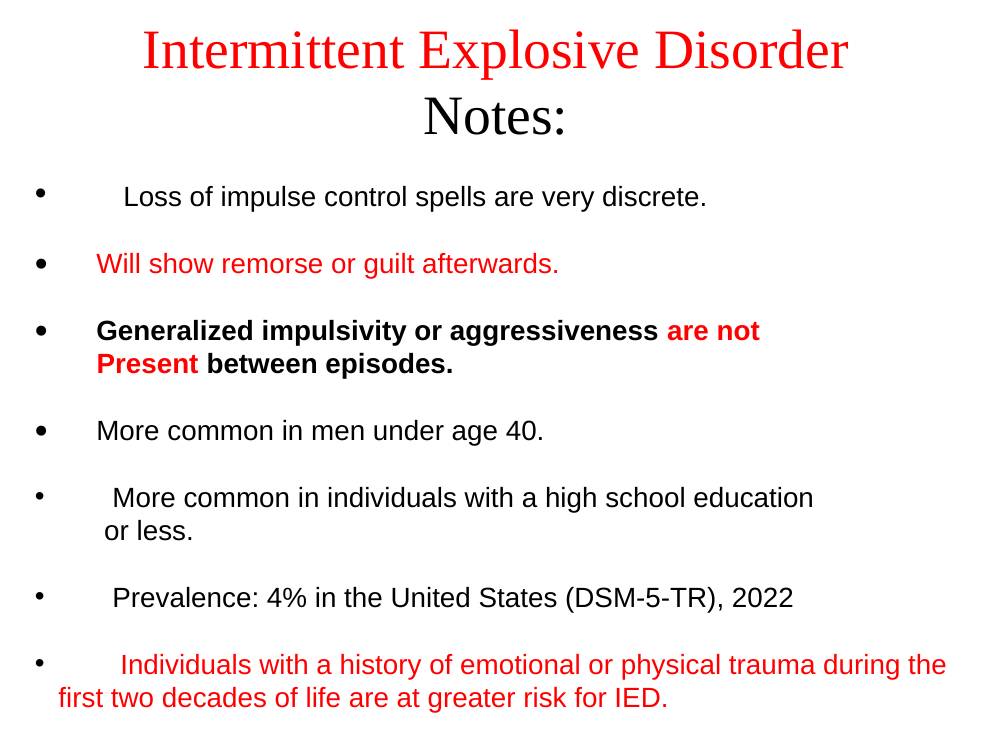 Intermittent Explosive Disorder
Notes:
• Loss of impulse control spells are very discrete.
• Will show remorse or guilt afterwards.
• Generalized impulsivity or aggressiveness are not
Present between episodes.
• More common in men under age 40.
• More common in individuals with a high school education
or less.
• Prevalence: 4% in the United States (DSM-5-TR), 2022
• Individuals with a history of emotional or physical trauma during the
first two decades of life are at greater risk for IED.